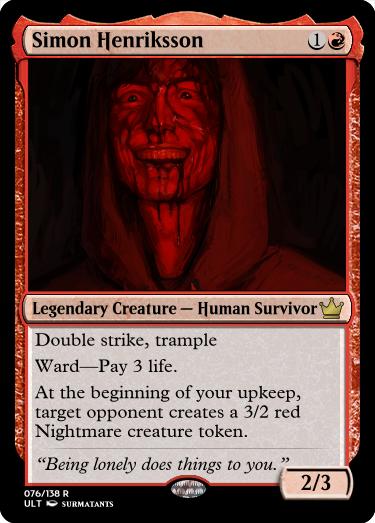 Simon Henriksson 1
Legendary Creature — Human Survivor
Double strike, trample
Ward—Pay 3 life.
At the beginning of your upkeep,
target opponent creates a 3/2 red
Nightmare creature token.
“Being lonely does things to you.”
2/3
076/138 R
ULT SURMATANTS